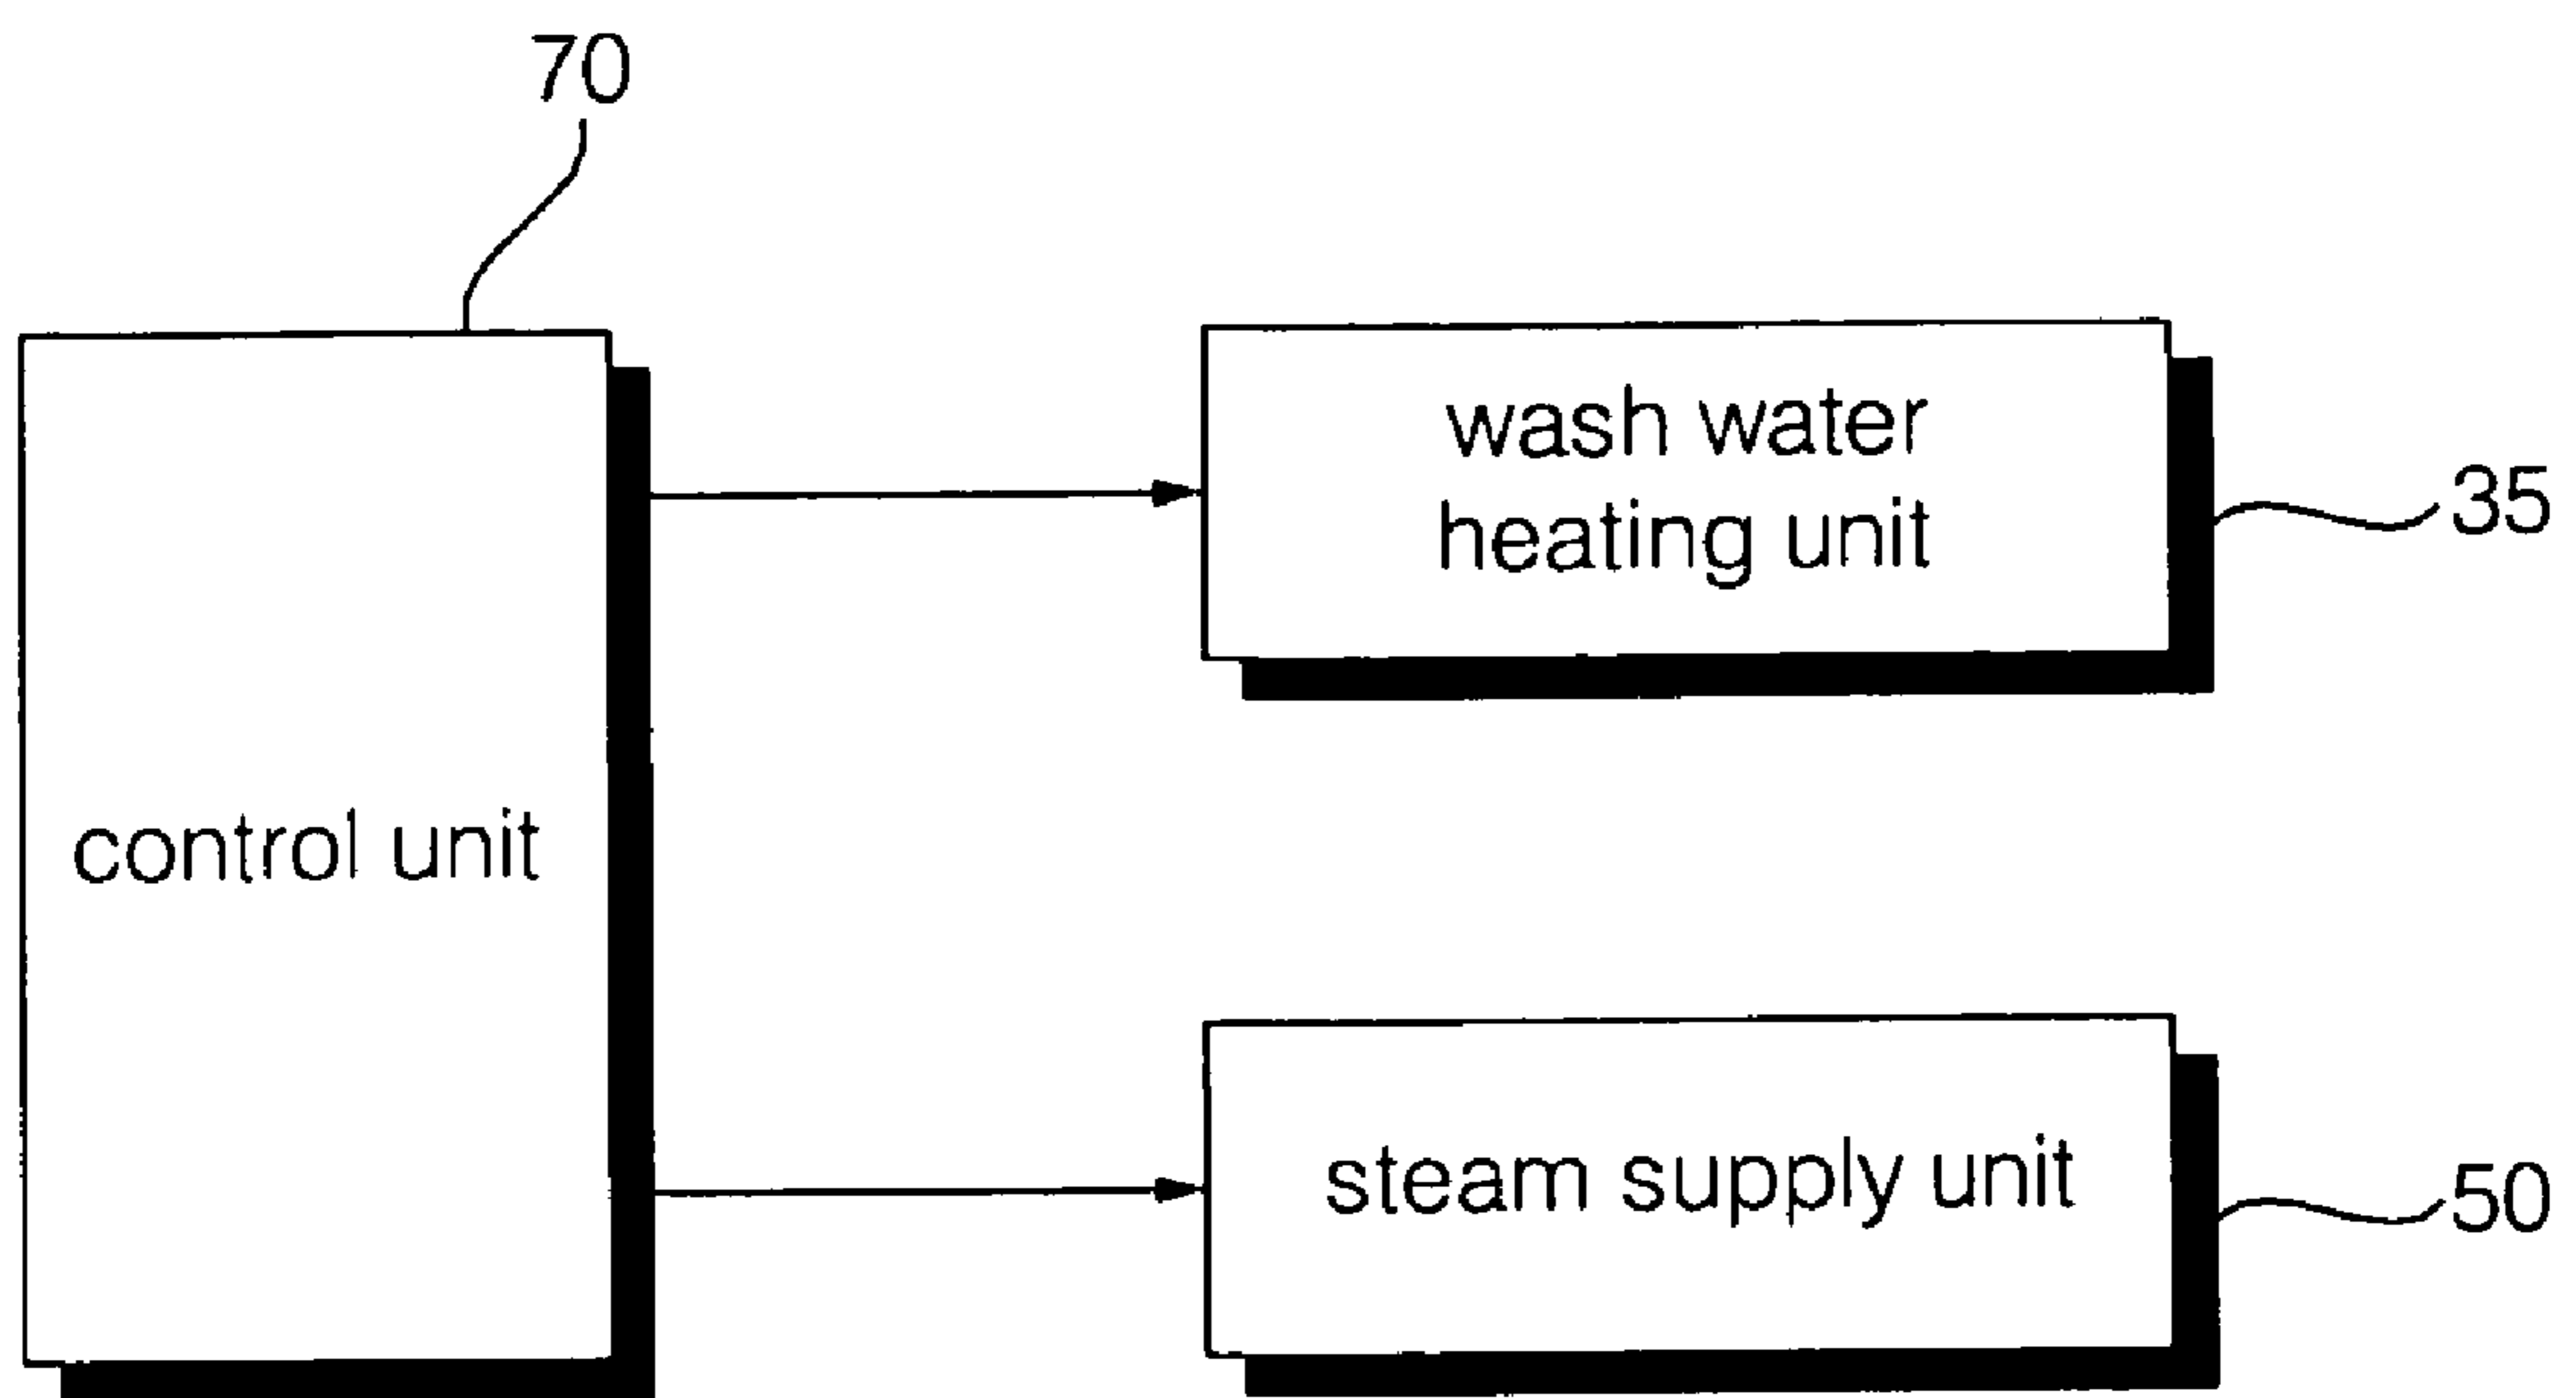 70
wash water
heating unit
35
control unit
steam supply unit
50